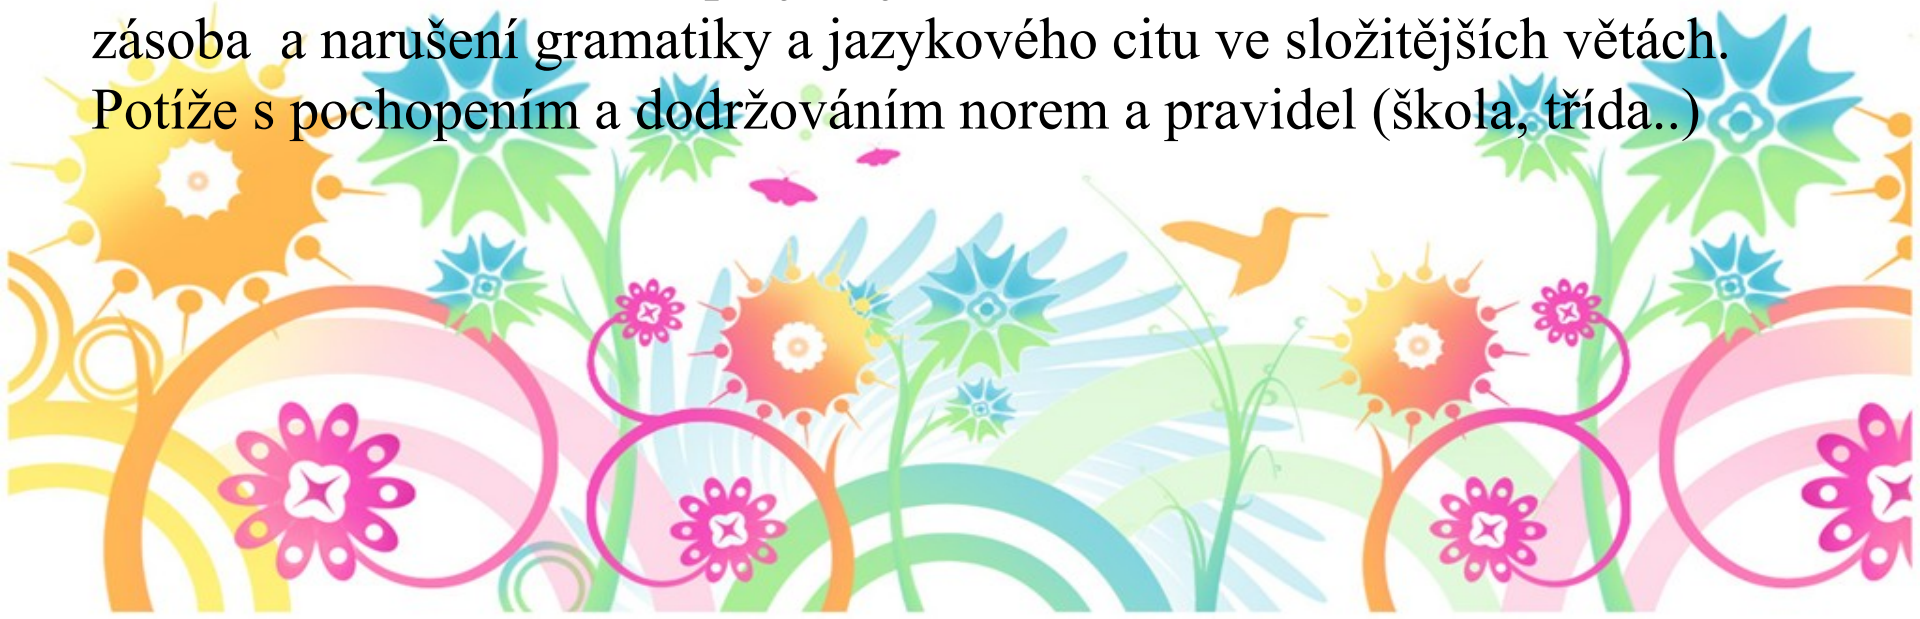 zásoba a narušení gramatiky a jazykového citu ve složitějších větách.
Potíže s pochopením a dodržováním norem a pravidel (škola, třída..)